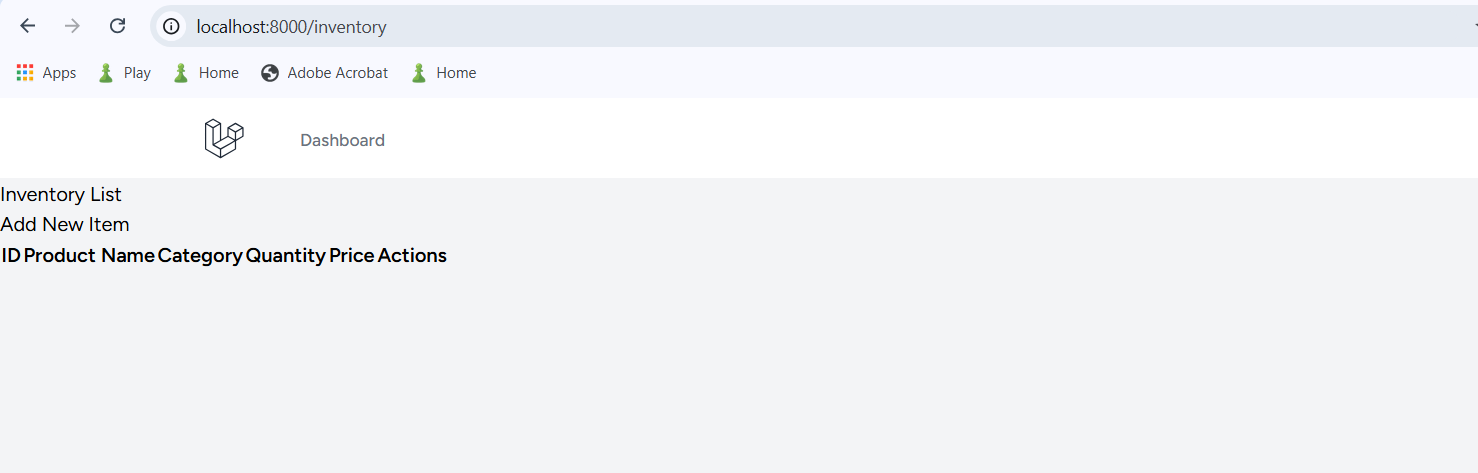 localhost:8000/inventory
Apps Play Home Adobe Acrobat Home
Dashboard
Inventory List
Add New Item
ID Product Name Category Quantity Price Actions